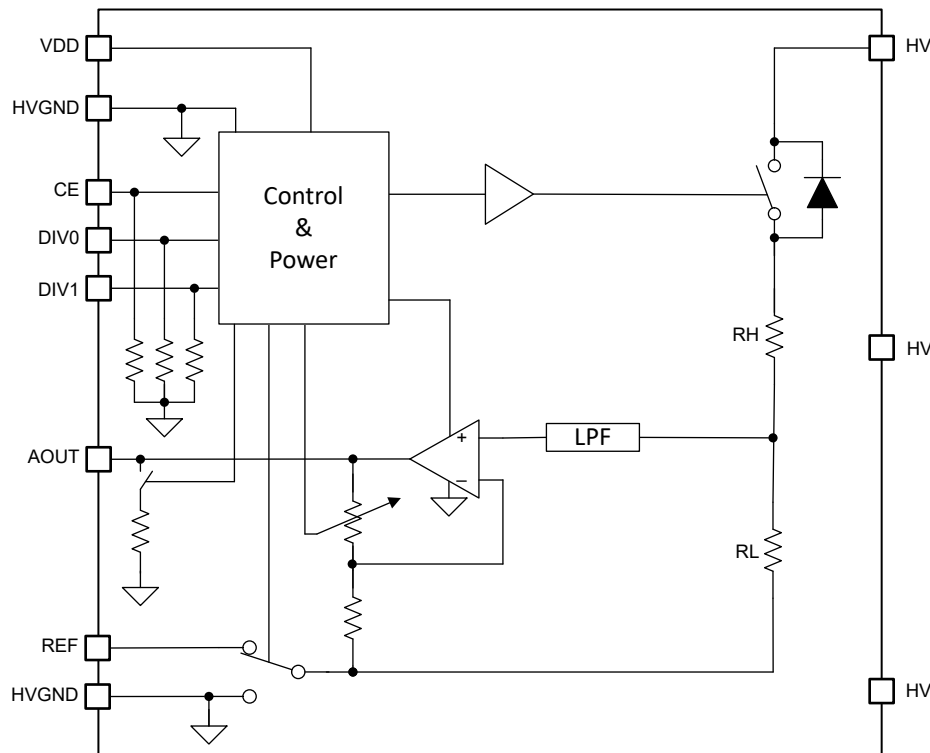 VDD
HV
HVGND
CE
DIV0
DIV1
Control
&
Power
RH
HV
AOUT
+
−
LPF
RL
REF
HVGND
HV